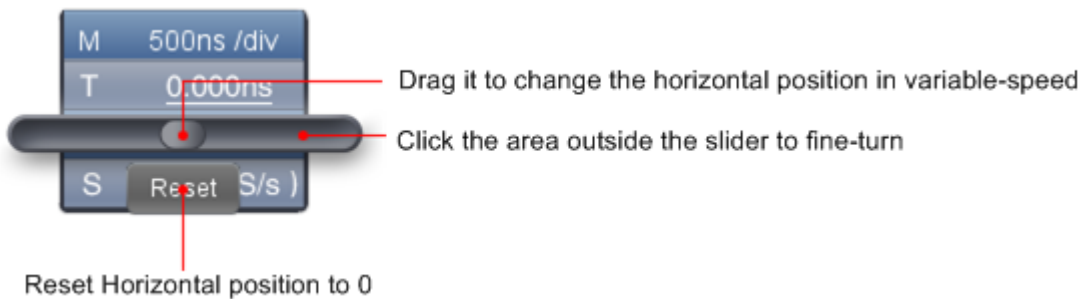 M 500ns /div
T 0.000ns
Drag it to change the horizontal position in variable-speed
Click the area outside the slider to fine-turn
S Reset S/s )
Reset Horizontal position to 0